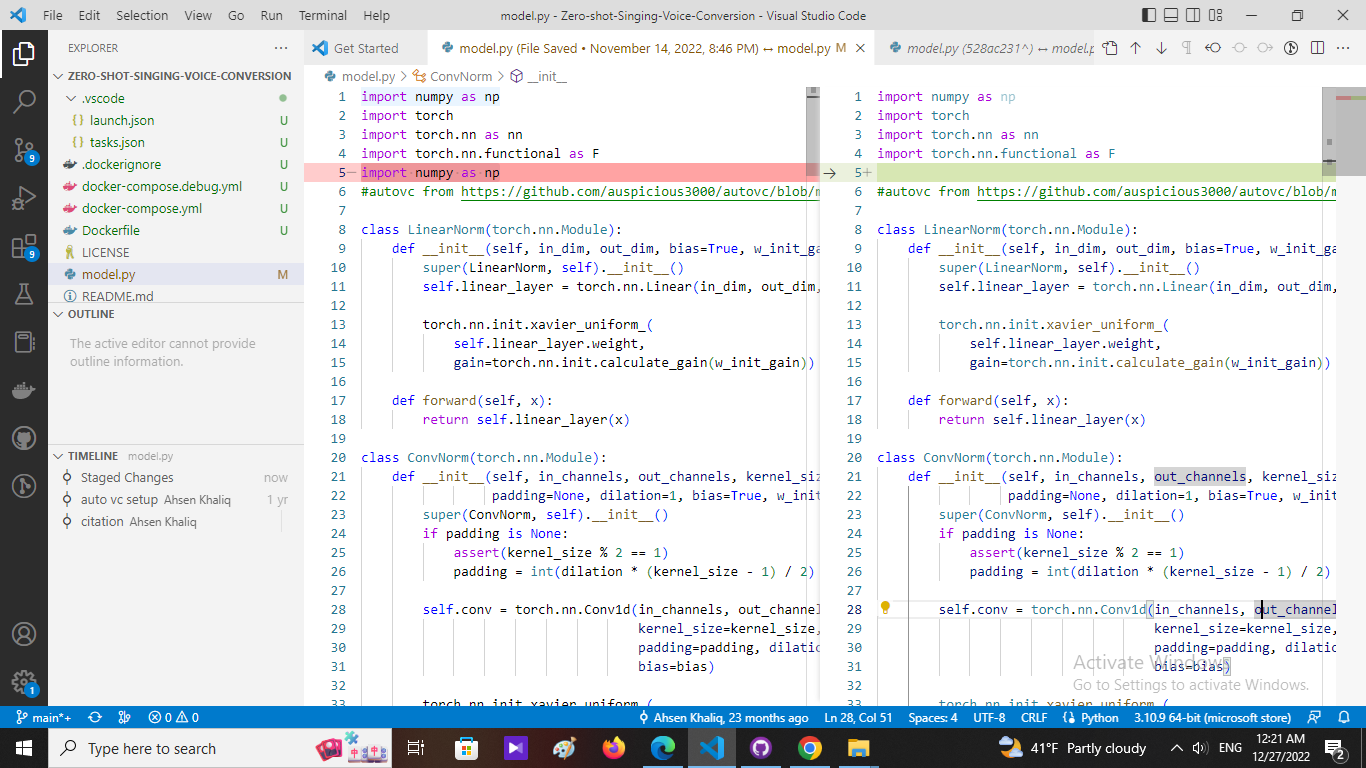 File Edit Selection View Go Run Terminal Help
model.py - Zero-shot-Singing-Voice-Conversion - Visual Studio Code
EXPLORER
Get Started
model.py (File Saved • November 14, 2022, 8:46 PM) ↔ model.py M
model.py (528ac231^) ↔ model.p
ZERO-SHOT-SINGING-VOICE-CONVERSION
.vscode
launch.json U
tasks.json U
.dockerignore U
docker-compose.debug.yml U
docker-compose.yml U
Dockerfile U
LICENSE
model.py M
README.md
OUTLINE
The active editor cannot provide
outline information.
TIMELINE model.py
Staged Changes now
auto vc setup Ahsen Khaliq 1 yr
citation Ahsen Khaliq
9
9
1
model.py > ConvNorm > __init__
1 import numpy as np
2 import torch
3 import torch.nn as nn
4 import torch.nn.functional as F
5− import numpy as np
6 #autovc from https://github.com/auspicious3000/autovc/blob/m
7
8 class LinearNorm(torch.nn.Module):
9 def __init__(self, in_dim, out_dim, bias=True, w_init_ga
10 super(LinearNorm, self).__init__()
11 self.linear_layer = torch.nn.Linear(in_dim, out_dim,
12
13 torch.nn.init.xavier_uniform_(
14 self.linear_layer.weight,
15 gain=torch.nn.init.calculate_gain(w_init_gain))
16
17 def forward(self, x):
18 return self.linear_layer(x)
19
20 class ConvNorm(torch.nn.Module):
21 def __init__(self, in_channels, out_channels, kernel_siz
22 padding=None, dilation=1, bias=True, w_init
23 super(ConvNorm, self).__init__()
24 if padding is None:
25 assert(kernel_size % 2 == 1)
26 padding = int(dilation * (kernel_size - 1) / 2)
27
28 self.conv = torch.nn.Conv1d(in_channels, out_channel
29 kernel_size=kernel_size,
30 padding=padding, dilatio
31 bias=bias)
32
33 torch.nn.init.xavier_uniform_(
1 import numpy as np
2 import torch
3 import torch.nn as nn
4 import torch.nn.functional as F
5+
6 #autovc from https://github.com/auspicious3000/autovc/blob/m
7
8 class LinearNorm(torch.nn.Module):
9 def __init__(self, in_dim, out_dim, bias=True, w_init_ga
10 super(LinearNorm, self).__init__()
11 self.linear_layer = torch.nn.Linear(in_dim, out_dim,
12
13 torch.nn.init.xavier_uniform_(
14 self.linear_layer.weight,
15 gain=torch.nn.init.calculate_gain(w_init_gain))
16
17 def forward(self, x):
18 return self.linear_layer(x)
19
20 class ConvNorm(torch.nn.Module):
21 def __init__(self, in_channels, out_channels, kernel_siz
22 padding=None, dilation=1, bias=True, w_init
23 super(ConvNorm, self).__init__()
24 if padding is None:
25 assert(kernel_size % 2 == 1)
26 padding = int(dilation * (kernel_size - 1) / 2)
27
28 self.conv = torch.nn.Conv1d(in_channels, out_channel
29 kernel_size=kernel_size,
30 padding=padding, dilatio
31 bias=bias)
32
33 torch.nn.init.xavier_uniform_(
Activate Windows
Go to Settings to activate Windows.
main*+ 0 0
Ahsen Khaliq, 23 months ago Ln 28, Col 51 Spaces: 4 UTF-8 CRLF Python 3.10.9 64-bit (microsoft store)
Type here to search
41°F Partly cloudy
ENG
12:21 AM
12/27/2022
2